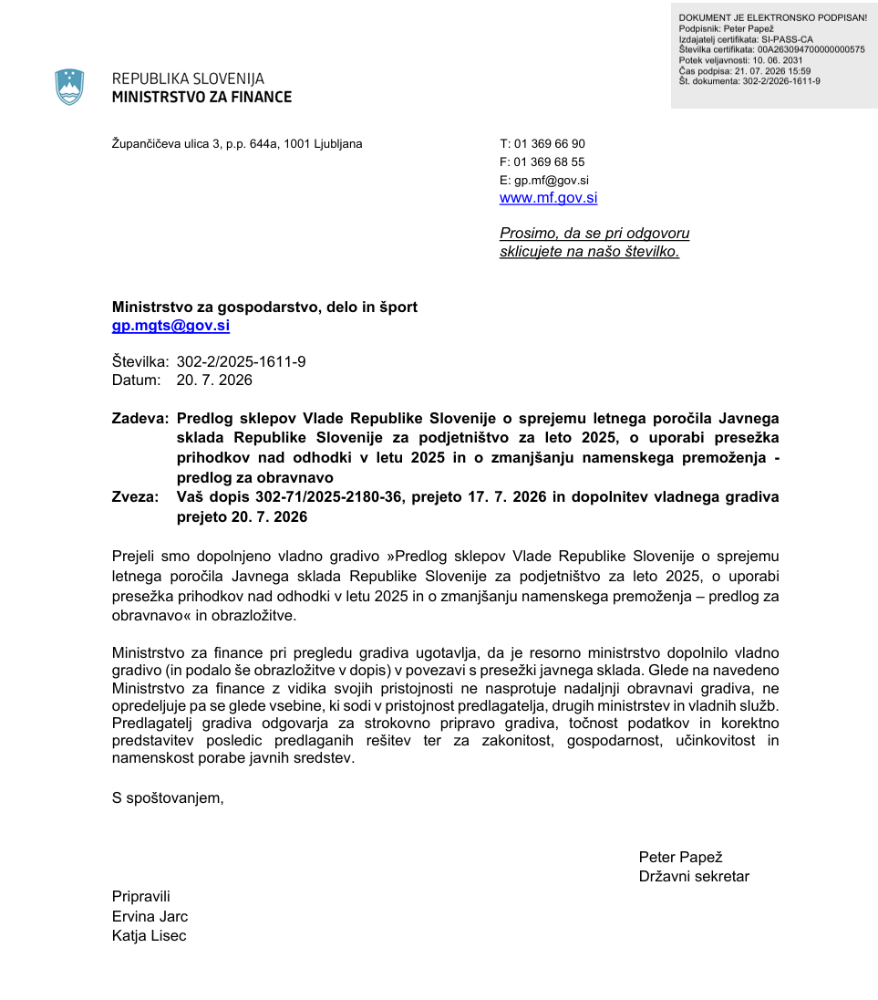 DOKUMENT JE ELEKTRONSKO PODPISAN!
Podpisnik: Peter Papež
Izdajatelj certifikata: SI-PASS-CA
Številka certifikata: 00A263094700000000575
Potek veljavnosti: 10. 06. 2031
Čas podpisa: 21. 07. 2026 15:59
Št. dokumenta: 302-2/2026-1611-9
REPUBLIKA SLOVENIJA
MINISTRSTVO ZA FINANCE
Župančičeva ulica 3, p.p. 644a, 1001 Ljubljana
T: 01 369 66 90
F: 01 369 68 55
E: gp.mf@gov.si
www.mf.gov.si
Prosimo, da se pri odgovoru
sklicujete na našo številko.
Ministrstvo za gospodarstvo, delo in šport
gp.mgts@gov.si
Številka: 302-2/2025-1611-9
Datum: 20. 7. 2026
Zadeva: Predlog sklepov Vlade Republike Slovenije o sprejemu letnega poročila Javnega
sklada Republike Slovenije za podjetništvo za leto 2025, o uporabi presežka
prihodkov nad odhodki v letu 2025 in o zmanjšanju namenskega premoženja -
predlog za obravnavo
Zveza: Vaš dopis 302-71/2025-2180-36, prejeto 17. 7. 2026 in dopolnitev vladnega gradiva
prejeto 20. 7. 2026
Prejeli smo dopolnjeno vladno gradivo »Predlog sklepov Vlade Republike Slovenije o sprejemu
letnega poročila Javnega sklada Republike Slovenije za podjetništvo za leto 2025, o uporabi
presežka prihodkov nad odhodki v letu 2025 in o zmanjšanju namenskega premoženja – predlog za
obravnavo« in obrazložitve.
Ministrstvo za finance pri pregledu gradiva ugotavlja, da je resorno ministrstvo dopolnilo vladno
gradivo (in podalo še obrazložitve v dopis) v povezavi s presežki javnega sklada. Glede na navedeno
Ministrstvo za finance z vidika svojih pristojnosti ne nasprotuje nadaljnji obravnavi gradiva, ne
opredeljuje pa se glede vsebine, ki sodi v pristojnost predlagatelja, drugih ministrstev in vladnih služb.
Predlagatelj gradiva odgovarja za strokovno pripravo gradiva, točnost podatkov in korektno
predstavitev posledic predlaganih rešitev ter za zakonitost, gospodarnost, učinkovitost in
namenskost porabe javnih sredstev.
S spoštovanjem,
Peter Papež
Državni sekretar
Pripravili
Ervina Jarc
Katja Lisec